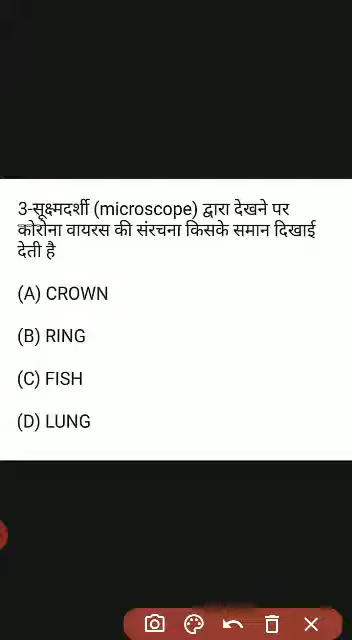 3-सूक्ष्मदर्शी (microscope) द्वारा देखने पर
कोरोना वायरस की संरचना किसके समान दिखाई
देती है
(A) CROWN
(B) RING
(C) FISH
(D) LUNG